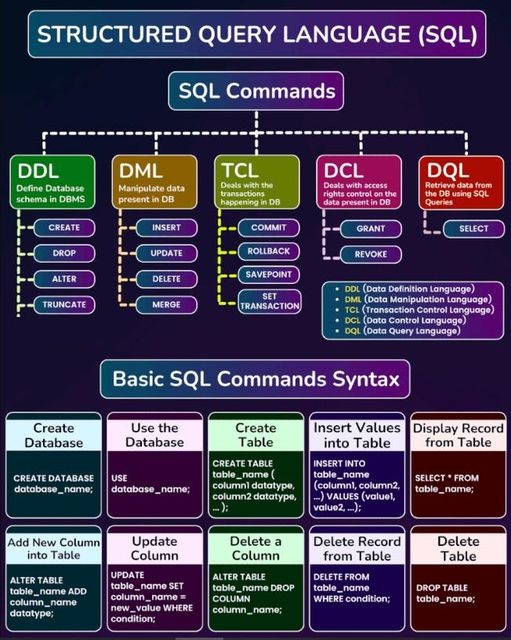 STRUCTURED QUERY LANGUAGE (SQL)
SQL Commands
DDL
Define Database
schema in DBMS
CREATE
DROP
ALTER
TRUNCATE
DML
Manipulate data
present in DB
INSERT
UPDATE
DELETE
MERGE
TCL
Deals with the
transactions
happening in DB
COMMIT
ROLLBACK
SAVEPOINT
SET
TRANSACTION
DCL
Deals with access
rights control on the
data present in DB
GRANT
REVOKE
DQL
Retrieve data from
the DB using SQL
Queries
SELECT
• DDL (Data Definition Language)
• DML (Data Manipulation Language)
• TCL (Transaction Control Language)
• DCL (Data Control Language)
• DQL (Data Query Language)
Basic SQL Commands Syntax
Create
Database
CREATE DATABASE
database_name;
Use the
Database
USE
database_name;
Create
Table
CREATE TABLE
table_name (
column1 datatype,
column2 datatype,
... );
Insert Values
into Table
INSERT INTO
table_name
(column1, column2,
...) VALUES (value1,
value2, ...);
Display Record
from Table
SELECT * FROM
table_name;
Add New Column
into Table
ALTER TABLE
table_name ADD
column_name
datatype;
Update
Column
UPDATE
table_name SET
column_name =
new_value WHERE
condition;
Delete a
Column
ALTER TABLE
table_name DROP
COLUMN
column_name;
Delete Record
from Table
DELETE FROM
table_name
WHERE condition;
Delete
Table
DROP TABLE
table_name;